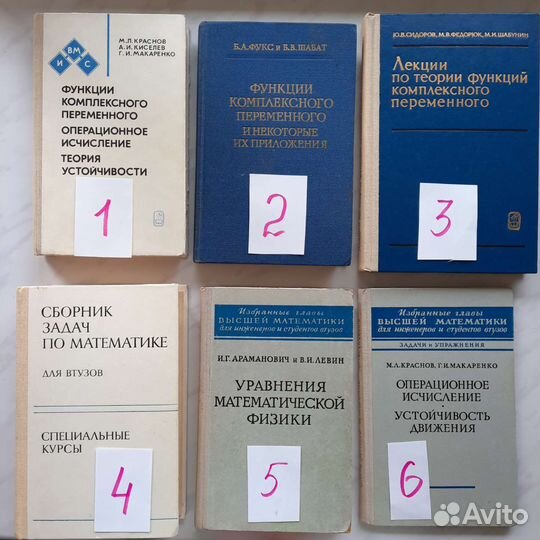 ВМ
И С
М.Л. КРАСНОВ
А.И. КИСЕЛЕВ
Г.И. МАКАРЕНКО
ФУНКЦИИ
КОМПЛЕКСНОГО
ПЕРЕМЕННОГО
ОПЕРАЦИОННОЕ
ИСЧИСЛЕНИЕ
ТЕОРИЯ
УСТОЙЧИВОСТИ
1
Б.А.ФУКС и Б.В.ШАБАТ
ФУНКЦИИ
КОМПЛЕКСНОГО
ПЕРЕМЕННОГО
И НЕКОТОРЫЕ
ИХ ПРИЛОЖЕНИЯ
2
Ю.В.СИДОРОВ, М.В.ФЕДОРЮК, М.И.ШАБУНИН
Лекции
по теории функций
комплексного
переменного
3
СБОРНИК
ЗАДАЧ
ПО МАТЕМАТИКЕ
ДЛЯ ВТУЗОВ
СПЕЦИАЛЬНЫЕ
КУРСЫ
4
Избранные главы
ВЫСШЕЙ МАТЕМАТИКИ
для инженеров и студентов втузов
И.Г. АРАМАНОВИЧ и В.И.ЛЕВИН
УРАВНЕНИЯ
МАТЕМАТИЧЕСКОЙ
ФИЗИКИ
5
Избранные главы
ВЫСШЕЙ МАТЕМАТИКИ
для инженеров и студентов втузов
ЗАДАЧИ и УПРАЖНЕНИЯ
М.Л.КРАСНОВ, Г.И.МАКАРЕНКО
ОПЕРАЦИОННОЕ
ИСЧИСЛЕНИЕ
·
УСТОЙЧИВОСТЬ
ДВИЖЕНИЯ
6
Avito